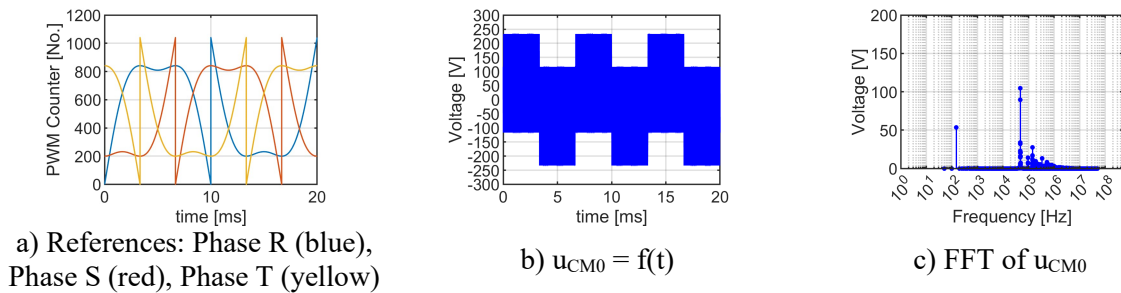 PWM Counter [No.]
1200
1000
800
600
400
200
0
0 5 10 15 20
time [ms]
a) References: Phase R (blue),
Phase S (red), Phase T (yellow)
Voltage [V]
300
250
200
150
100
50
0
-50
-100
-150
-200
-250
-300
0 5 10 15 20
time [ms]
b) uCM0 = f(t)
Voltage [V]
200
150
100
50
0
10^0 10^1 10^2 10^3 10^4 10^5 10^6 10^7 10^8
Frequency [Hz]
c) FFT of uCM0